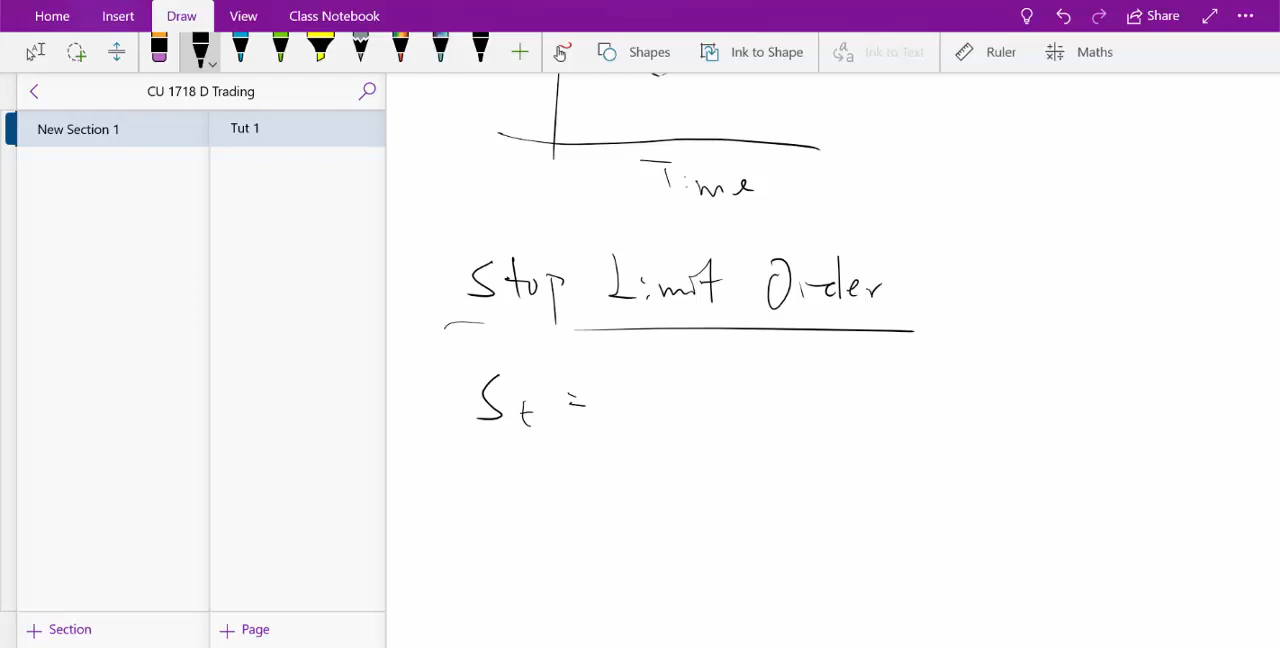 Home Insert Draw View Class Notebook Share
Shapes Ink to Shape Ink to Text Ruler Maths
CU 1718 D Trading
New Section 1 Tut 1
Time
Stop Limit Order
St =
Section Page